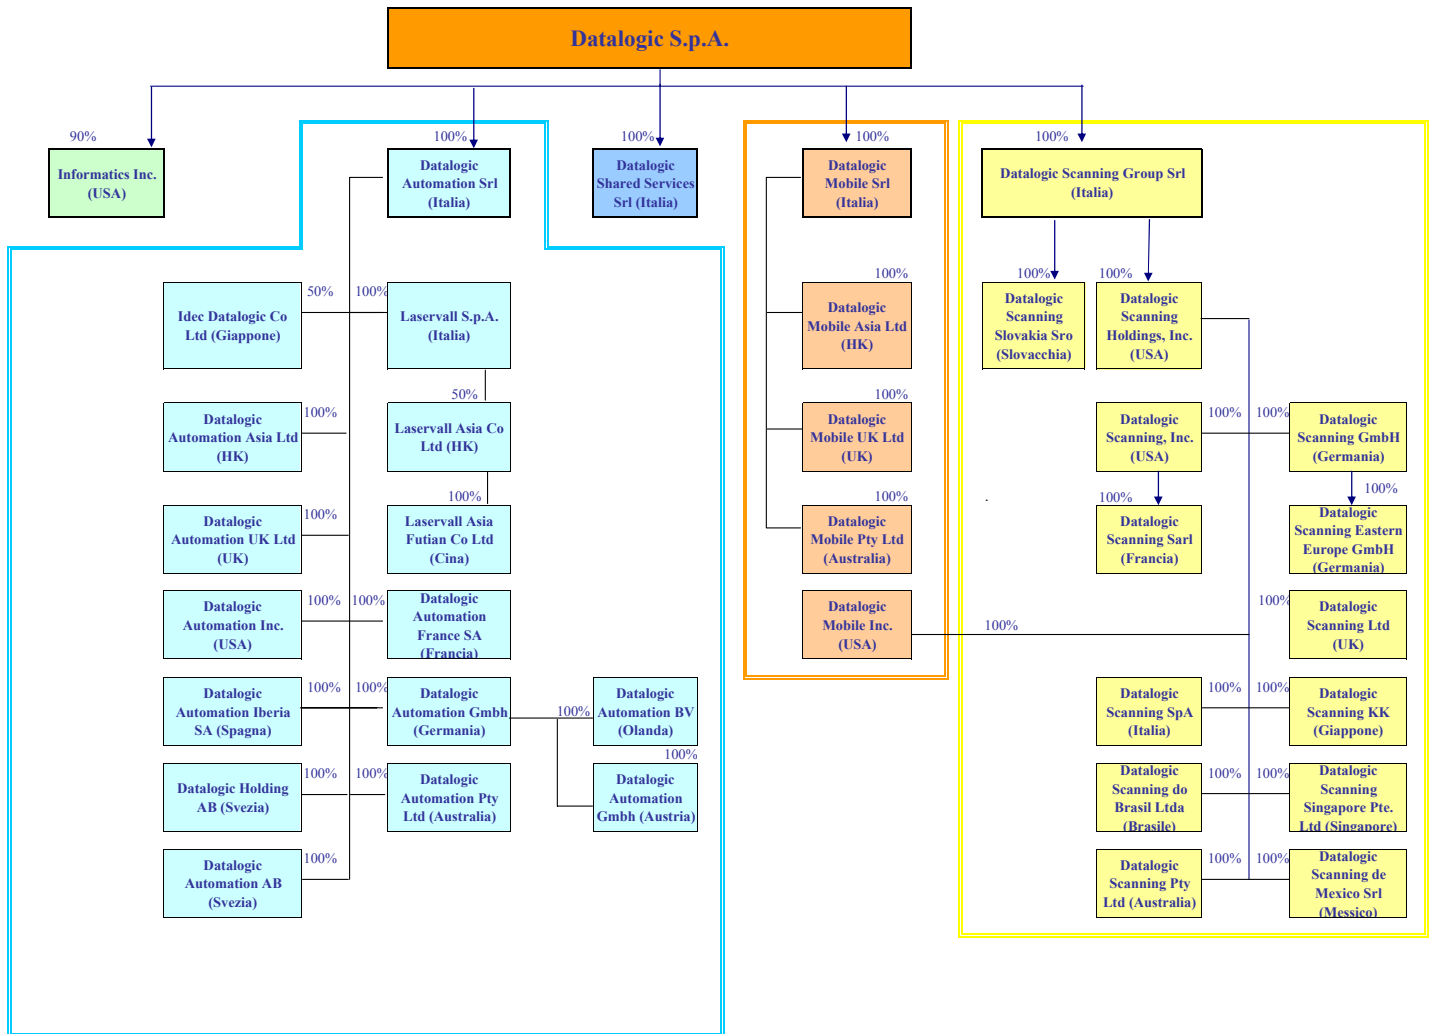 Datalogic S.p.A.
90%
100%
100%
100%
100%
Informatics Inc.
(USA)
Datalogic
Automation Srl
(Italia)
Datalogic
Shared Services
Srl (Italia)
Datalogic
Mobile Srl
(Italia)
Datalogic Scanning Group Srl
(Italia)
50%
100%
100%
100%
100%
Idec Datalogic Co
Ltd (Giappone)
Laservall S.p.A.
(Italia)
Datalogic
Mobile Asia Ltd
(HK)
Datalogic
Scanning
Slovakia Sro
(Slovacchia)
Datalogic
Scanning
Holdings, Inc.
(USA)
50%
100%
100%
100%
100%
Datalogic
Automation Asia Ltd
(HK)
Laservall Asia Co
Ltd (HK)
Datalogic
Mobile UK Ltd
(UK)
Datalogic
Scanning, Inc.
(USA)
Datalogic
Scanning GmbH
(Germania)
100%
100%
100%
100%
100%
Datalogic
Automation UK Ltd
(UK)
Laservall Asia
Futian Co Ltd
(Cina)
Datalogic
Mobile Pty Ltd
(Australia)
.
Datalogic
Scanning Sarl
(Francia)
Datalogic
Scanning Eastern
Europe GmbH
(Germania)
100%
100%
100%
100%
Datalogic
Automation Inc.
(USA)
Datalogic
Automation
France SA
(Francia)
Datalogic
Mobile Inc.
(USA)
Datalogic
Scanning Ltd
(UK)
100%
100%
100%
100%
100%
Datalogic
Automation Iberia
SA (Spagna)
Datalogic
Automation Gmbh
(Germania)
Datalogic
Automation BV
(Olanda)
Datalogic
Scanning SpA
(Italia)
Datalogic
Scanning KK
(Giappone)
100%
100%
100%
100%
100%
Datalogic Holding
AB (Svezia)
Datalogic
Automation Pty
Ltd (Australia)
Datalogic
Automation
Gmbh (Austria)
Datalogic
Scanning do
Brasil Ltda
(Brasile)
Datalogic
Scanning
Singapore Pte.
Ltd (Singapore)
100%
100%
100%
Datalogic
Automation AB
(Svezia)
Datalogic
Scanning Pty
Ltd (Australia)
Datalogic
Scanning de
Mexico Srl
(Messico)